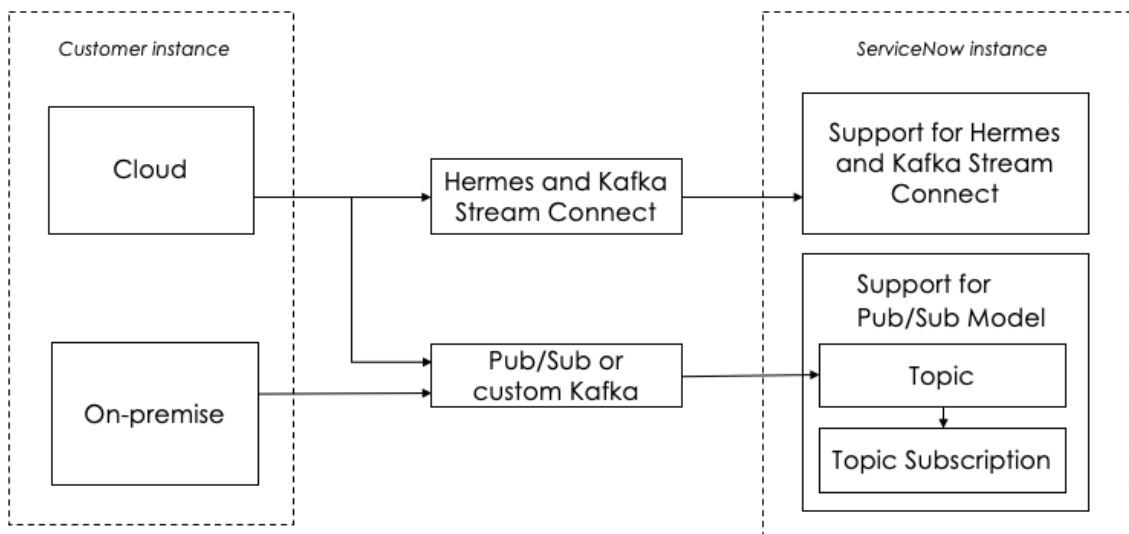 Customer instance
ServiceNow instance
Cloud
Hermes and Kafka
Stream Connect
Support for Hermes
and Kafka Stream
Connect
On-premise
Pub/Sub or
custom Kafka
Support for
Pub/Sub Model
Topic
Topic Subscription